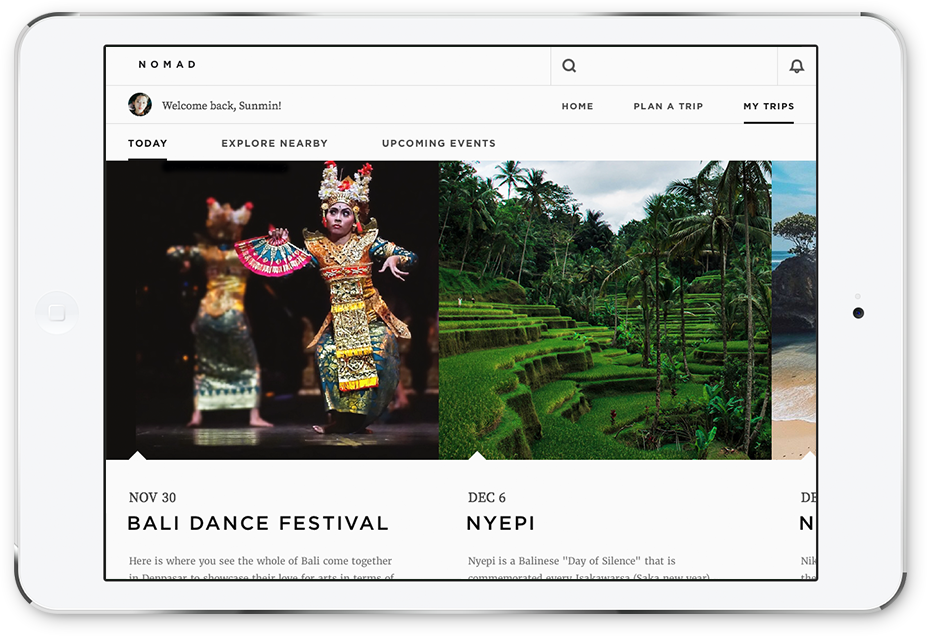 NOMAD
Welcome back, Sunmin!
HOME PLAN A TRIP MY TRIPS
TODAY EXPLORE NEARBY UPCOMING EVENTS
NOV 30
BALI DANCE FESTIVAL
Here is where you see the whole of Bali come together
in Denpasar to showcase their love for arts in terms of
DEC 6
NYEPI
Nyepi is a Balinese "Day of Silence" that is
commemorated every Isakawarsa (Saka new year)
DE
N
Nik
the